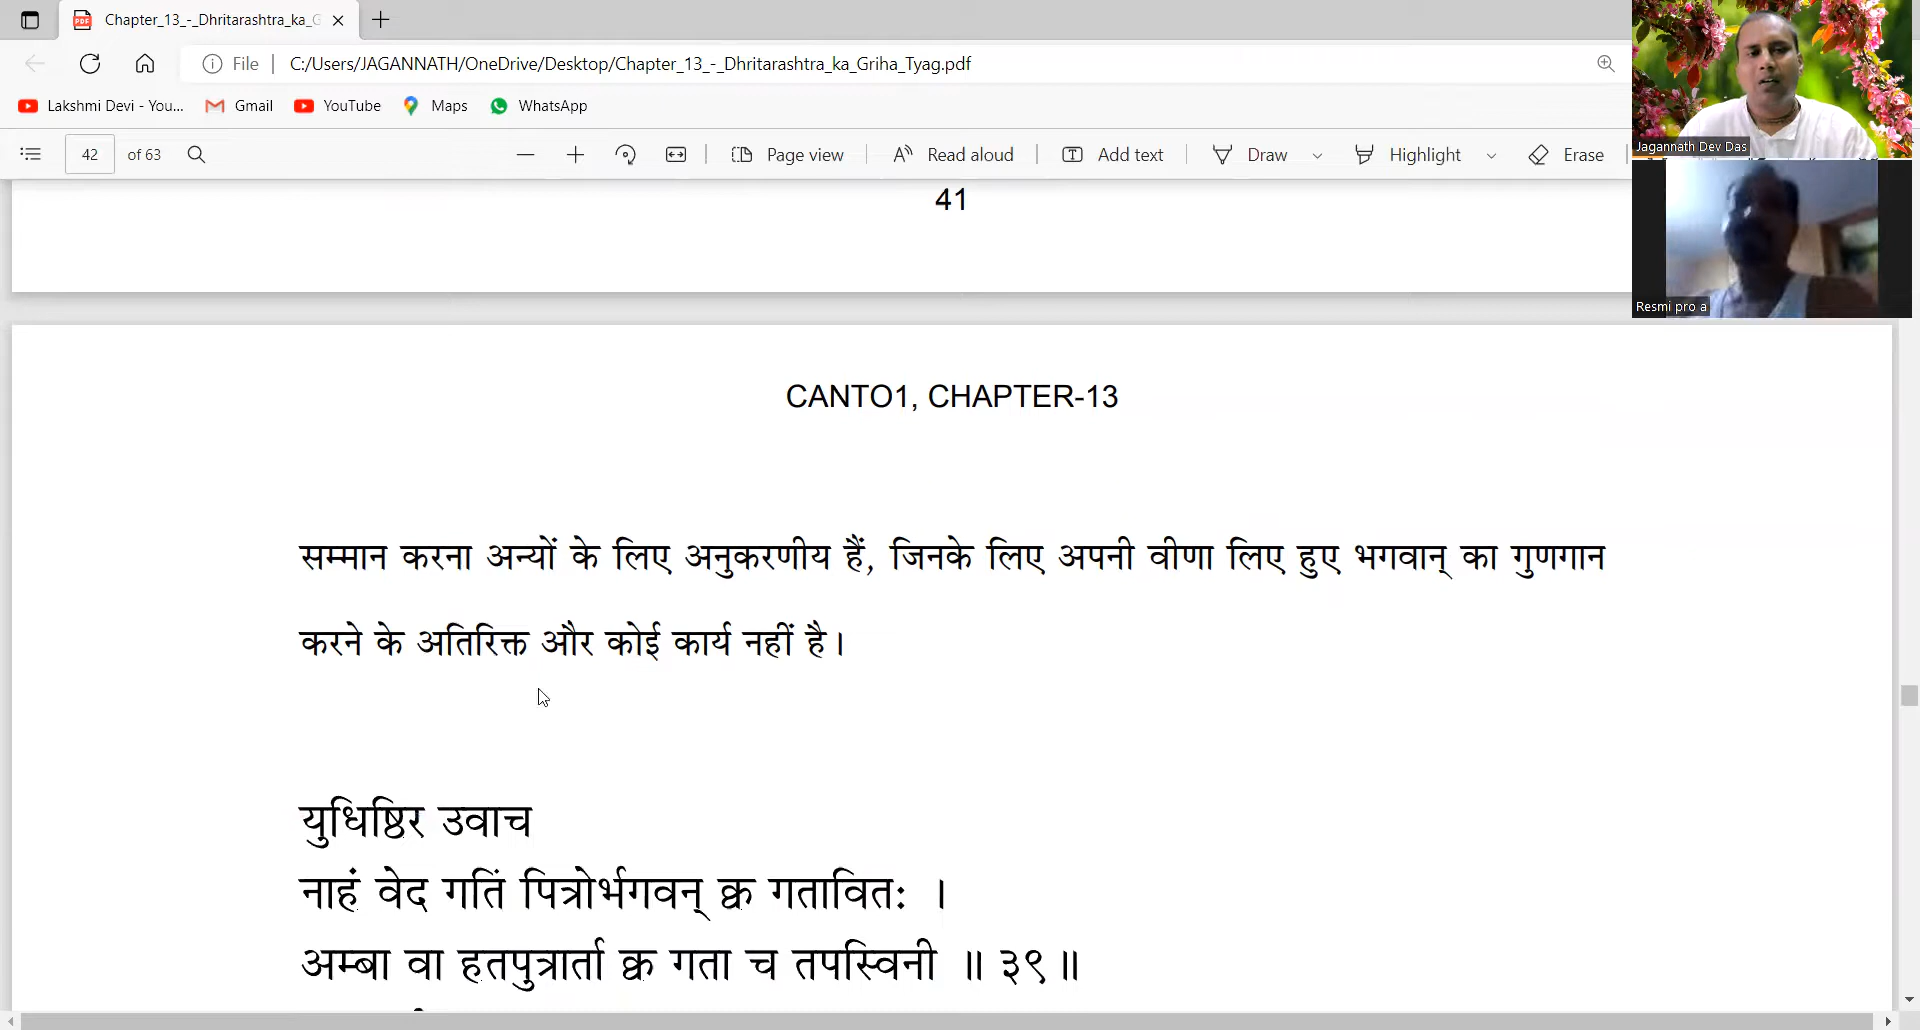 Chapter_13_-_Dhritarashtra_ka_G
File
C:/Users/JAGANNATH/OneDrive/Desktop/Chapter_13_-_Dhritarashtra_ka_Griha_Tyag.pdf
Lakshmi Devi - You... Gmail YouTube Maps WhatsApp
42 of 63 Page view Read aloud Add text Draw Highlight Erase
Jagannath Dev Das
Resmi pro a
41
CANTO1, CHAPTER-13
सम्मान करना अन्यों के लिए अनुकरणीय हैं, जिनके लिए अपनी वीणा लिए हुए भगवान् का गुणगान
करने के अतिरिक्त और कोई कार्य नहीं है।
युधिष्ठिर उवाच
नाहं वेद गतिं पित्रोर्भगवन् क्व गतावितः ।
अम्बा वा हतपुत्रार्ता क्व गता च तपस्विनी ॥ ३९॥